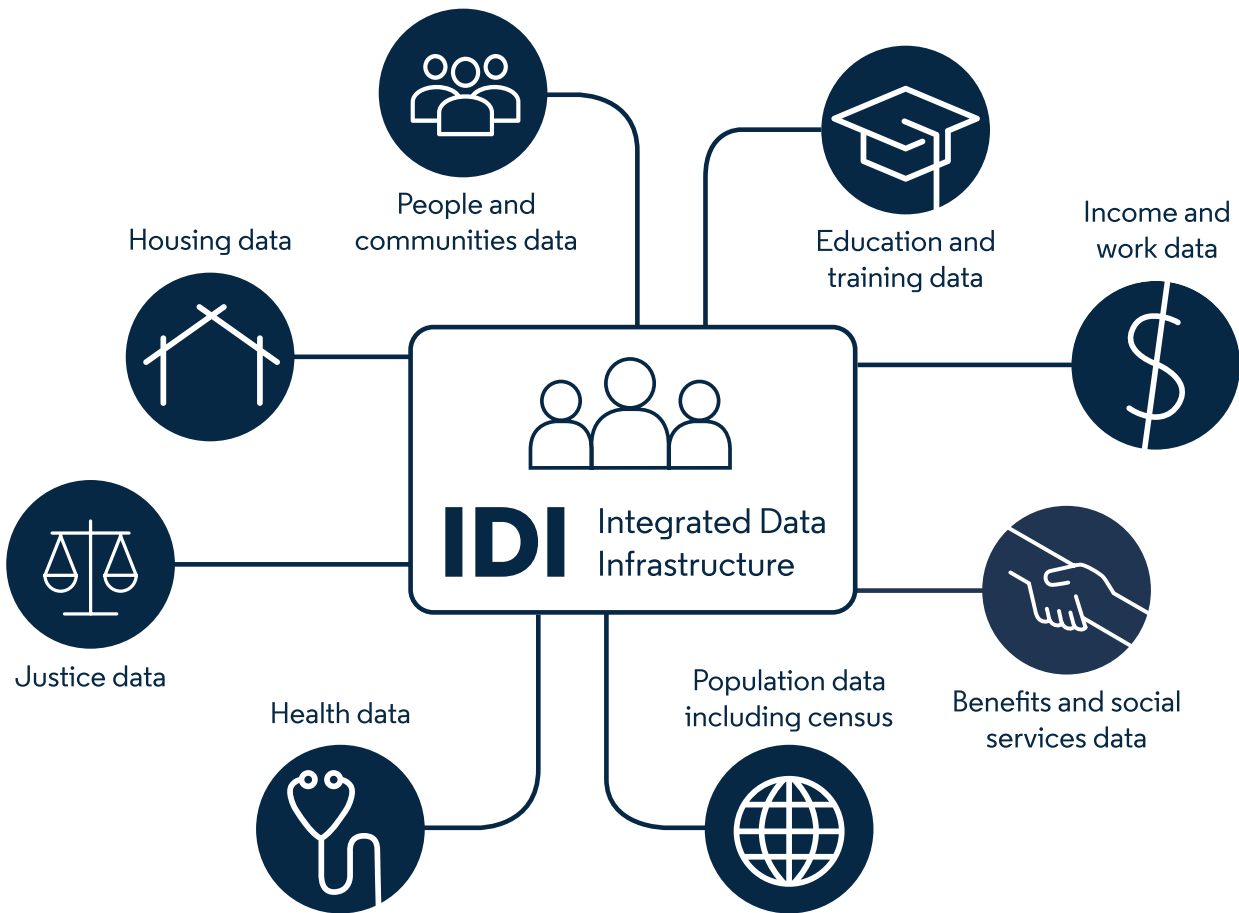 People and
communities data
Education and
training data
Income and
work data
Housing data
IDI
Integrated Data
Infrastructure
Justice data
Health data
Population data
including census
Benefits and social
services data